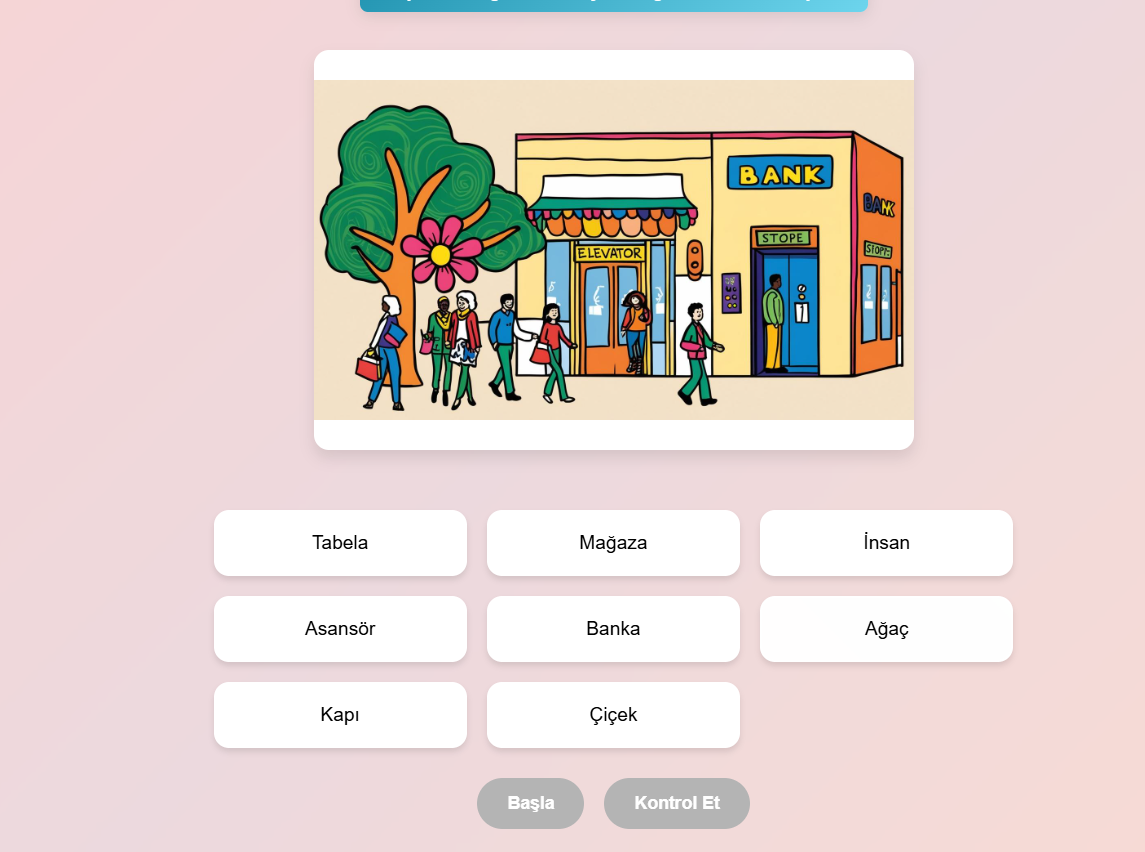 BANK
BANK
STOPE
STOPE
ELEVATOR
Tabela
Mağaza
İnsan
Asansör
Banka
Ağaç
Kapı
Çiçek
Başla
Kontrol Et